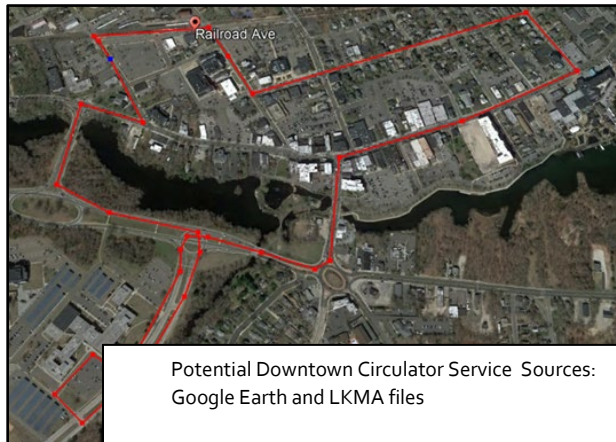 Railroad Ave
Potential Downtown Circulator Service Sources:
Google Earth and LKMA files